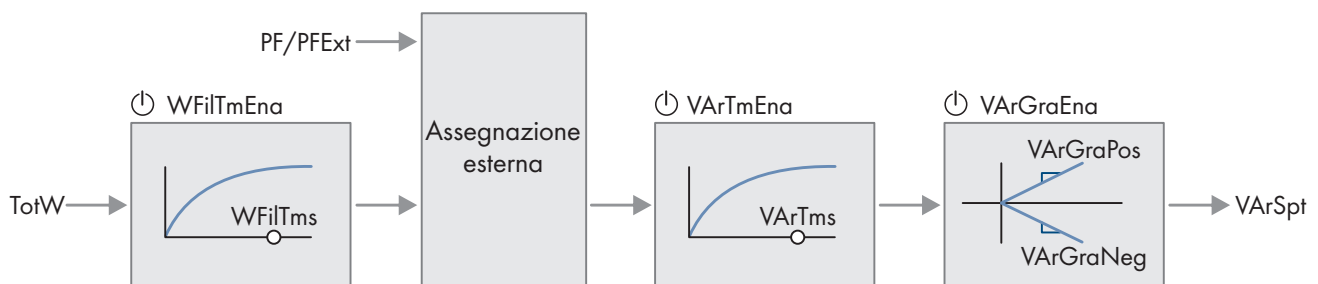 PF/PFExt
WFilTmEna
VArTmEna
VArGraEna
Assegnazione
esterna
VArGraPos
TotW
WFilTms
VArTms
VArSpt
VArGraNeg